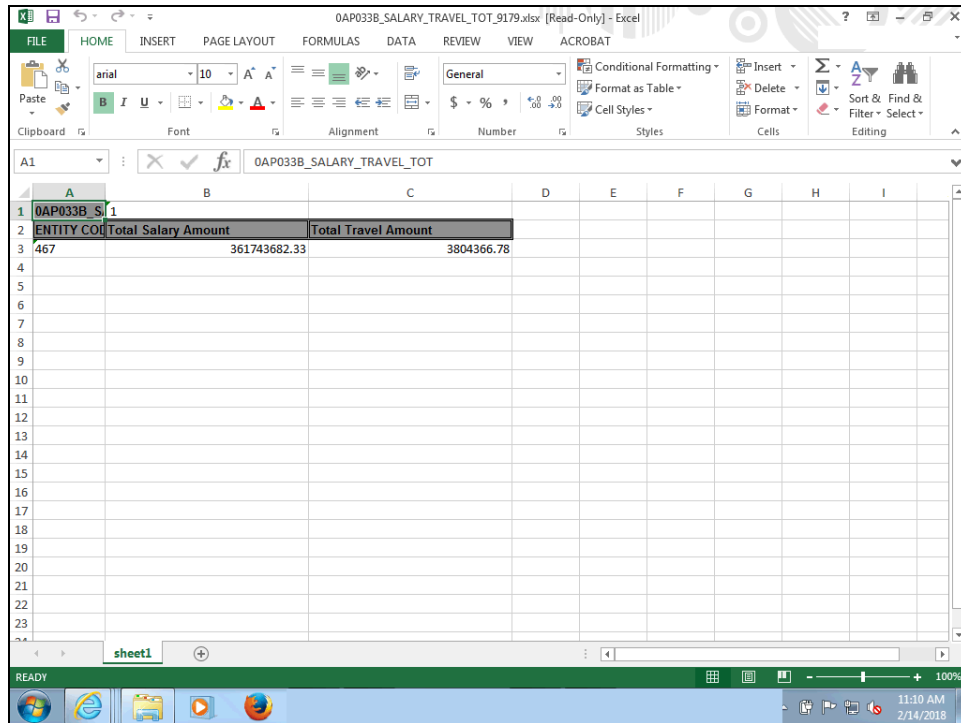 0AP033B_SALARY_TRAVEL_TOT_9179.xlsx [Read-Only] - Excel
FILE HOME INSERT PAGE LAYOUT FORMULAS DATA REVIEW VIEW ACROBAT
Paste
arial 10
B I U
General
$ % ,
Conditional Formatting
Format as Table
Cell Styles
Insert
Delete
Format
Sort & Find &
Filter Select
Clipboard Font Alignment Number Styles Cells Editing
A1 fx 0AP033B_SALARY_TRAVEL_TOT
A B C D E F G H I
1 0AP033B_SA 1
2 ENTITY COD Total Salary Amount Total Travel Amount
3 467 361743682.33 3804366.78
4
5
6
7
8
9
10
11
12
13
14
15
16
17
18
19
20
21
22
23
sheet1
READY 100%
11:10 AM
2/14/2018